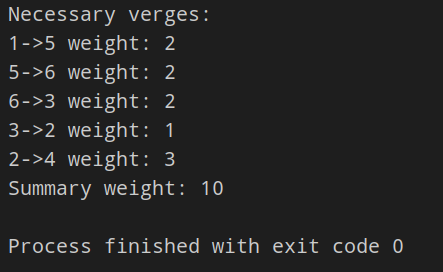 Necessary verges:
1->5 weight: 2
5->6 weight: 2
6->3 weight: 2
3->2 weight: 1
2->4 weight: 3
Summary weight: 10
Process finished with exit code 0